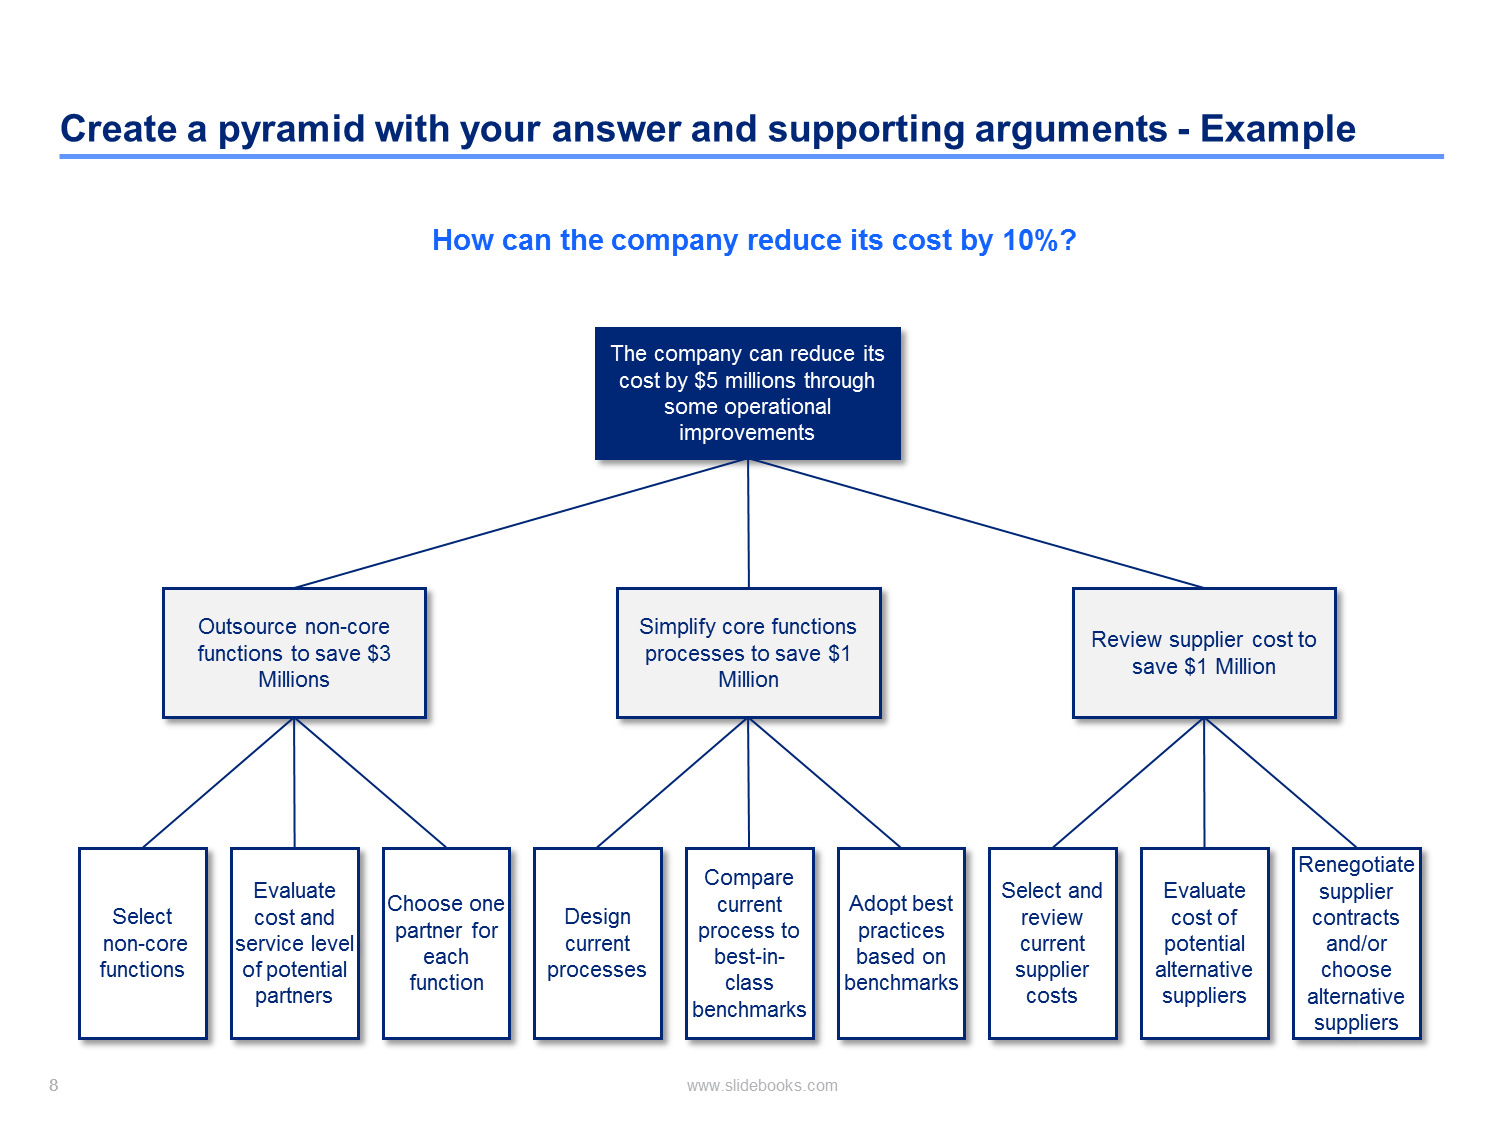 Create a pyramid with your answer and supporting arguments - Example
How can the company reduce its cost by 10%?
The company can reduce its
cost by $5 millions through
some operational
improvements
Outsource non-core
functions to save $3
Millions
Simplify core functions
processes to save $1
Million
Review supplier cost to
save $1 Million
Select
non-core
functions
Evaluate
cost and
service level
of potential
partners
Choose one
partner for
each
function
Design
current
processes
Compare
current
process to
best-in-
class
benchmarks
Adopt best
practices
based on
benchmarks
Select and
review
current
supplier
costs
Evaluate
cost of
potential
alternative
suppliers
Renegotiate
supplier
contracts
and/or
choose
alternative
suppliers
8
www.slidebooks.com